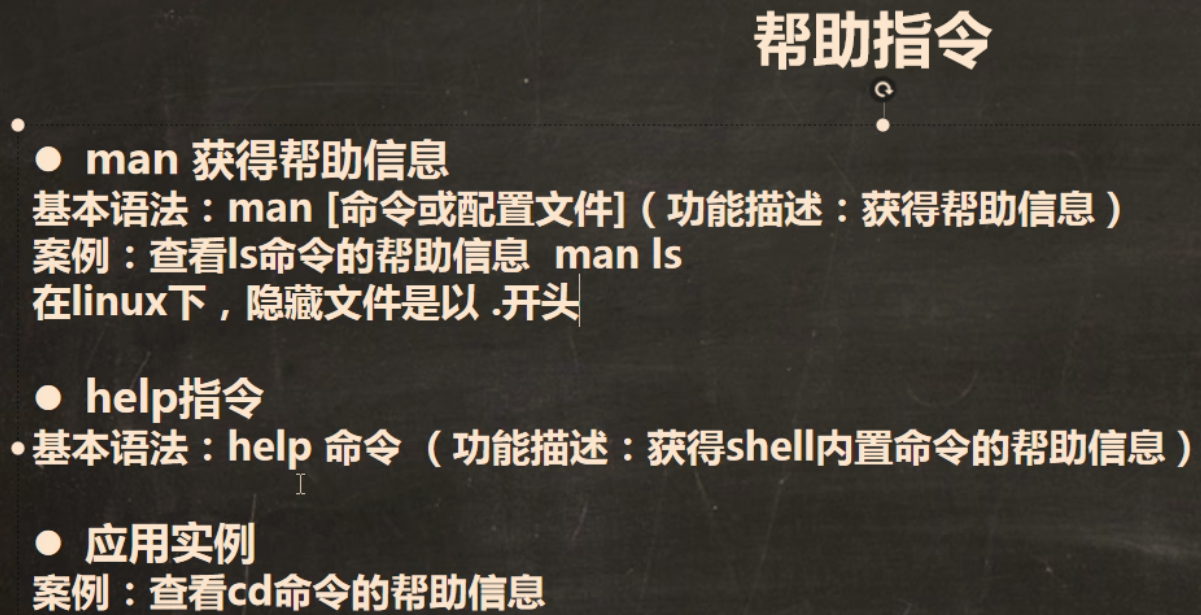 帮助指令
● man 获得帮助信息
基本语法：man [命令或配置文件]（功能描述：获得帮助信息）
案例：查看ls命令的帮助信息  man ls
在linux下，隐藏文件是以 .开头
● help指令
基本语法：help 命令 （功能描述：获得shell内置命令的帮助信息）
● 应用实例
案例：查看cd命令的帮助信息